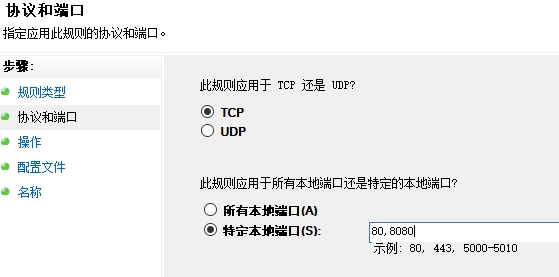 协议和端口
指定应用此规则的协议和端口。
步骤:
规则类型
协议和端口
操作
配置文件
名称
此规则应用于 TCP 还是 UDP?
TCP
UDP
此规则应用于所有本地端口还是特定的本地端口?
所有本地端口(A)
特定本地端口(S): 80,8080
示例: 80, 443, 5000-5010